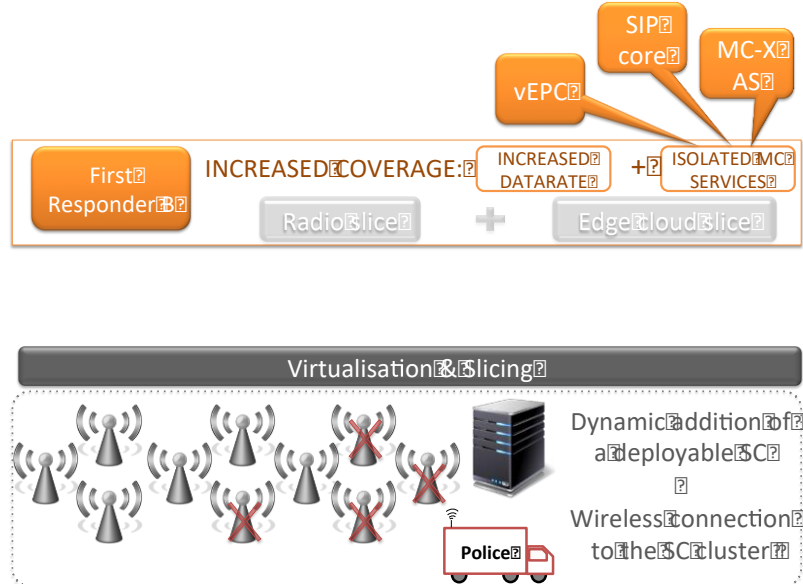 SIP
core
MC-X
AS
vEPC
First
Responder B
INCREASED COVERAGE:
INCREASED
DATARATE
+
ISOLATED MC
SERVICES
Radio slice
Edge cloud slice
Virtualisation & Slicing
Dynamic addition of
a deployable SC
Wireless connection
to the SC cluster
Police